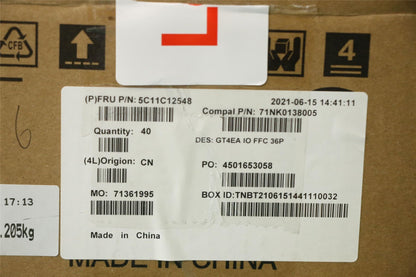 CFB
4
6
(P)FRU P/N: 5C11C12548
2021-06-15 14:41:11
Compal P/N: 71NK0138005
Quantity: 40
DES: GT4EA IO FFC 36P
(4L)Origion: CN
PO: 4501653058
MO: 71361995
BOX ID:TNBT2106151441110032
Made in China
17:13
.205kg
MADE IN CHINA